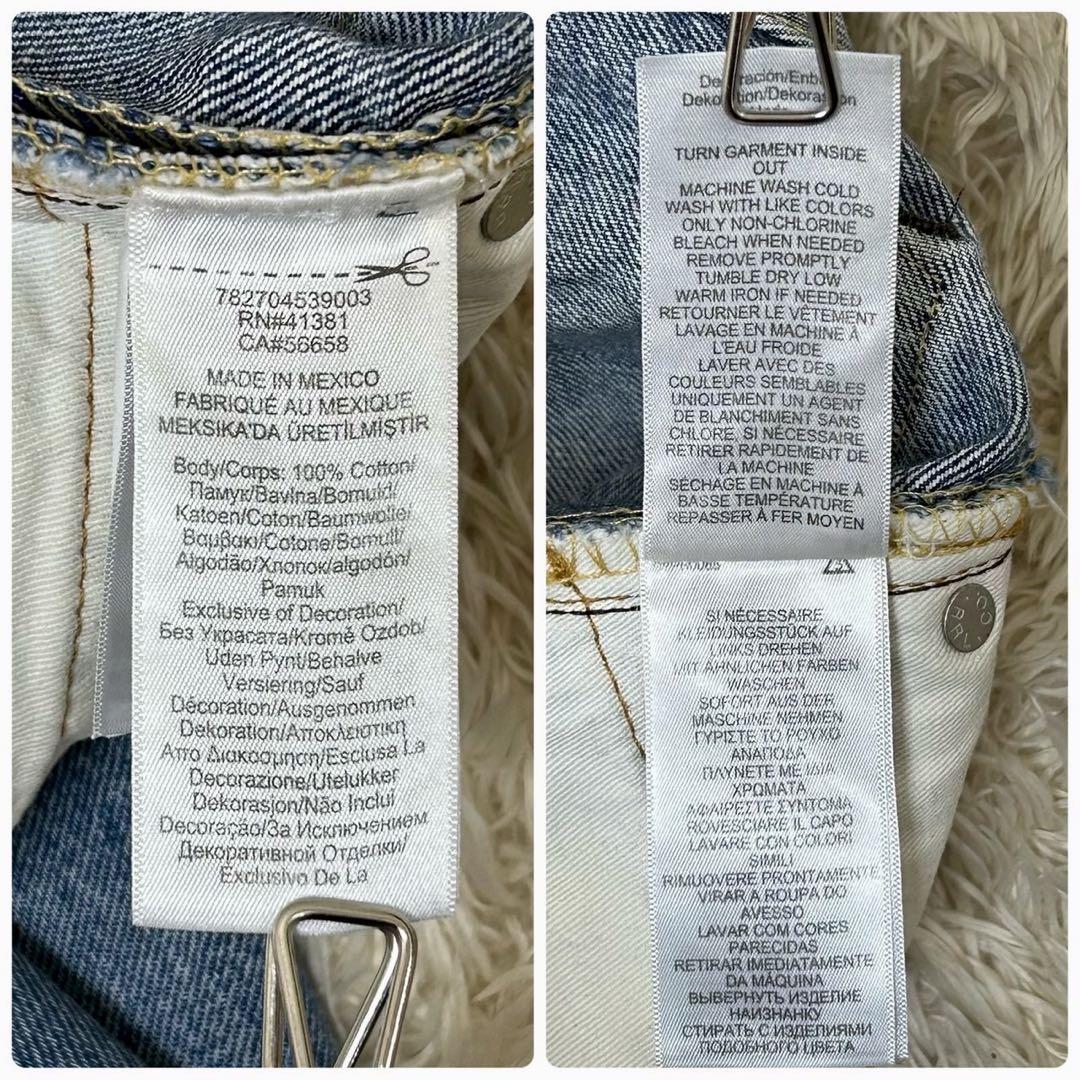 782704539003
RN#41381
CA#56658
MADE IN MEXICO
FABRIQUÉ AU MEXIQUE
MEKSIKA'DA ÜRETİLMİŞTİR
Body/Corps: 100% Cotton/
Памук/Bavlna/Bomuld/
Katoen/Coton/Baumwolle/
Βαμβακι/Cotone/Bomull/
Algodão/Хлопок/algodón/
Pamuk
Exclusive of Decoration/
Без Украсата/Kromě Ozdob/
Uden Pynt/Behalve
Versiering/Sauf
Décoration/Ausgenommen
Dekoration/Αποκλειστικη
Απο Διακοσμηση/Esclusa La
Decorazione/Utelukker
Dekorasjon/Não Inclui
Decoração/За Исключением
Декоративной Отделки/
Exclusivo De La
TURN GARMENT INSIDE
OUT
MACHINE WASH COLD
WASH WITH LIKE COLORS
ONLY NON-CHLORINE
BLEACH WHEN NEEDED
REMOVE PROMPTLY
TUMBLE DRY LOW
WARM IRON IF NEEDED
RETOURNER LE VÊTEMENT
LAVAGE EN MACHINE À
L'EAU FROIDE
LAVER AVEC DES
COULEURS SEMBLABLES
UNIQUEMENT UN AGENT
DE BLANCHIMENT SANS
CHLORE, SI NÉCESSAIRE
RETIRER RAPIDEMENT DE
LA MACHINE
SÉCHAGE EN MACHINE À
BASSE TEMPÉRATURE
REPASSER À FER MOYEN
SI NÉCESSAIRE
KLEIDUNGSSTÜCK AUF
LINKS DREHEN
MIT ÄHNLICHEN FARBEN
WASCHEN
SOFORT AUS DER
MASCHINE NEHMEN
ΓΥΡΙΣΤΕ ΤΟ ΡΟΥΧΟ
ΑΝΑΠΟΔΑ
ΠΛΥΝΕΤΕ ΜΕ ΙΔΙΑ
ΧΡΩΜΑΤΑ
ΑΦΑΙΡΕΣΤΕ ΣΥΝΤΟΜΑ
ROVESCIARE IL CAPO
LAVARE CON COLORI
SIMILI
RIMUOVERE PRONTAMENTE
VIRAR A ROUPA DO
AVESSO
LAVAR COM CORES
PARECIDAS
RETIRAR IMEDIATAMENTE
DA MÁQUINA
ВЫВЕРНУТЬ ИЗДЕЛИЕ
НАИЗНАНКУ
СТИРАТЬ С ИЗДЕЛИЯМИ
ПОДОБНОГО ЦВЕТА